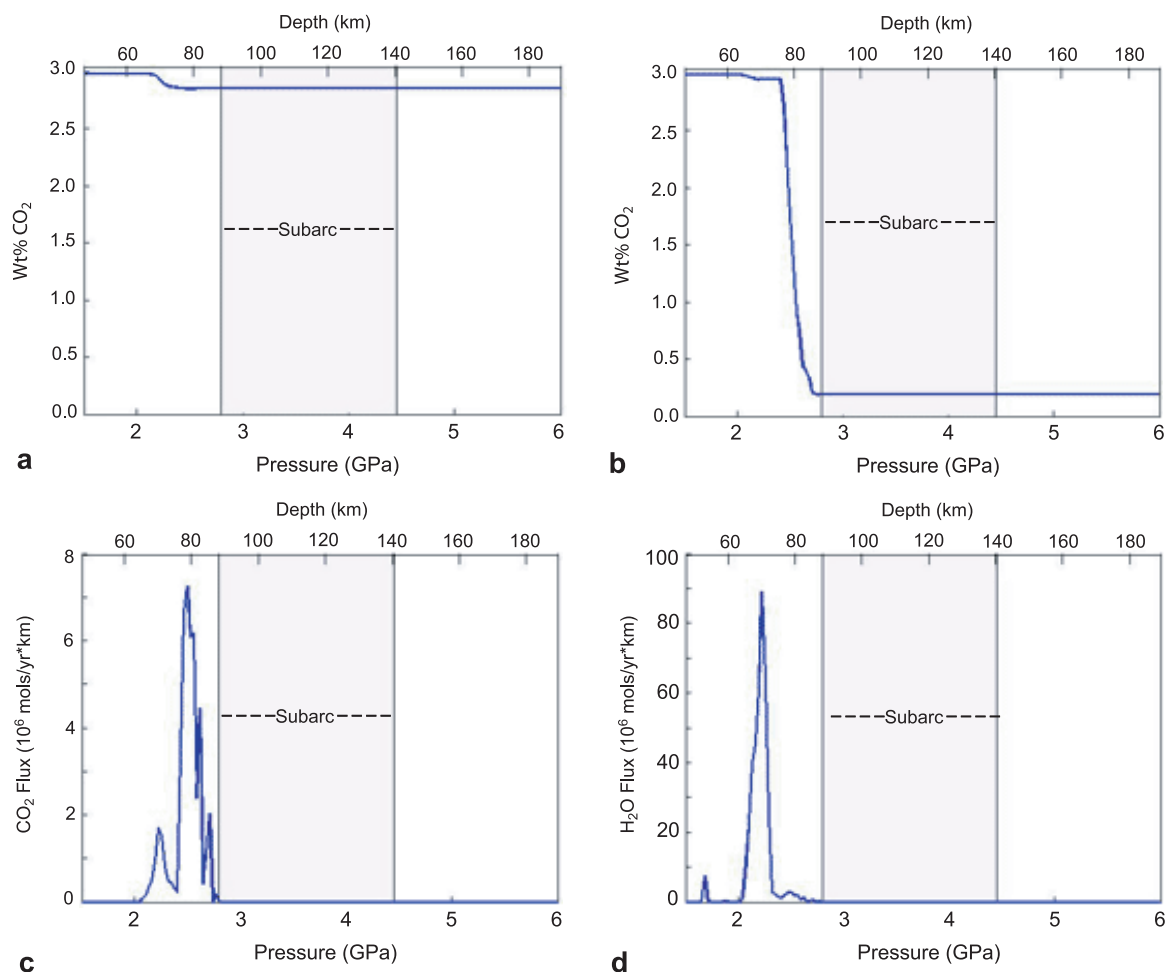 Depth (km)
60 80 100 120 140 160 180
3.0
2.5
2.0
1.5
1.0
0.5
0.0
Wt% CO2
Subarc
2 3 4 5 6
a
Pressure (GPa)
Depth (km)
60 80 100 120 140 160 180
3.0
2.5
2.0
1.5
1.0
0.5
0.0
Wt% CO2
Subarc
2 3 4 5 6
b
Pressure (GPa)
Depth (km)
60 80 100 120 140 160 180
8
6
4
2
0
CO2 Flux (10^6 mols/yr*km)
Subarc
2 3 4 5 6
c
Pressure (GPa)
Depth (km)
60 80 100 120 140 160 180
100
80
60
40
20
0
H2O Flux (10^6 mols/yr*km)
Subarc
2 3 4 5 6
d
Pressure (GPa)